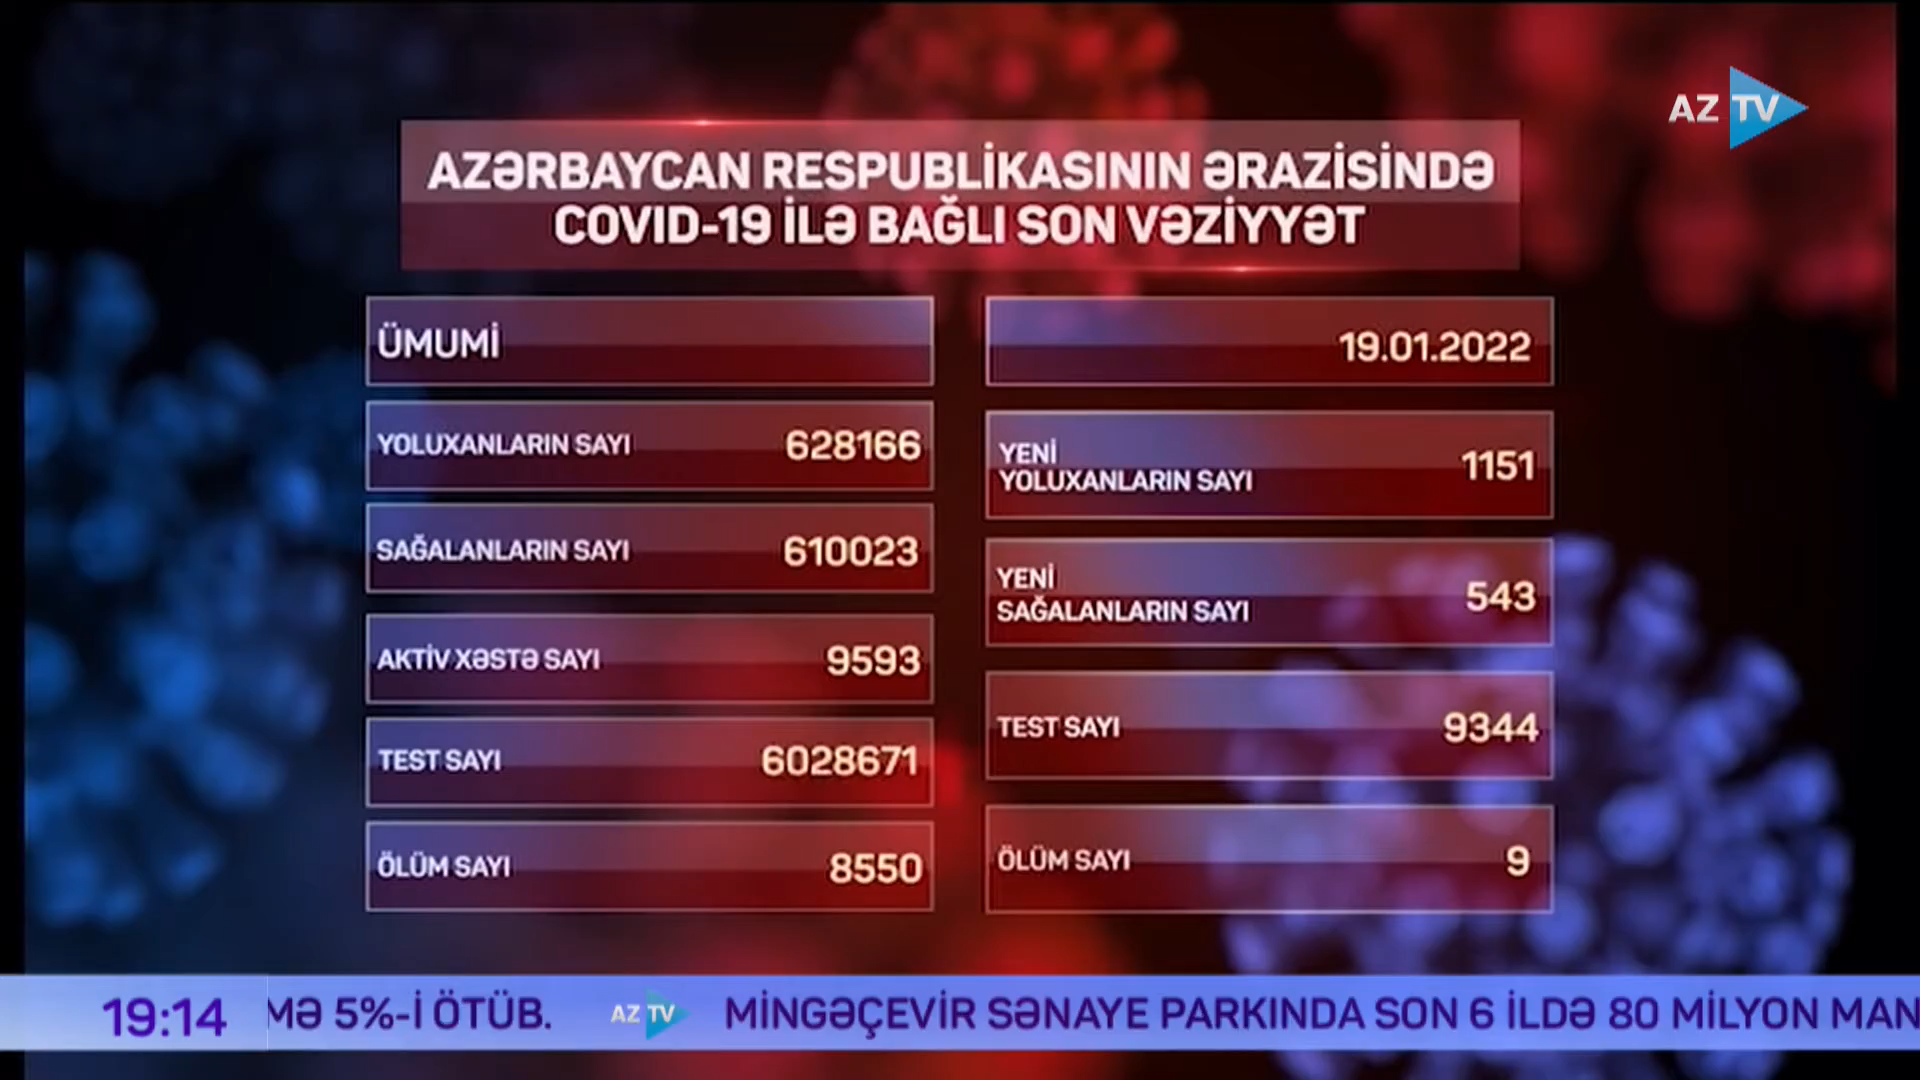 AZ TV
AZƏRBAYCAN RESPUBLİKASININ ƏRAZİSİNDƏ
COVID-19 İLƏ BAĞLI SON VƏZİYYƏT
ÜMUMİ
YOLUXANLARIN SAYI 628166
SAĞALANLARIN SAYI 610023
AKTİV XƏSTƏ SAYI 9593
TEST SAYI 6028671
ÖLÜM SAYI 8550
19.01.2022
YENİ
YOLUXANLARIN SAYI 1151
YENİ
SAĞALANLARIN SAYI 543
TEST SAYI 9344
ÖLÜM SAYI 9
19:14 MƏ 5%-İ ÖTÜB. AZ TV MİNGƏÇEVİR SƏNAYE PARKINDA SON 6 İLDƏ 80 MİLYON MAN